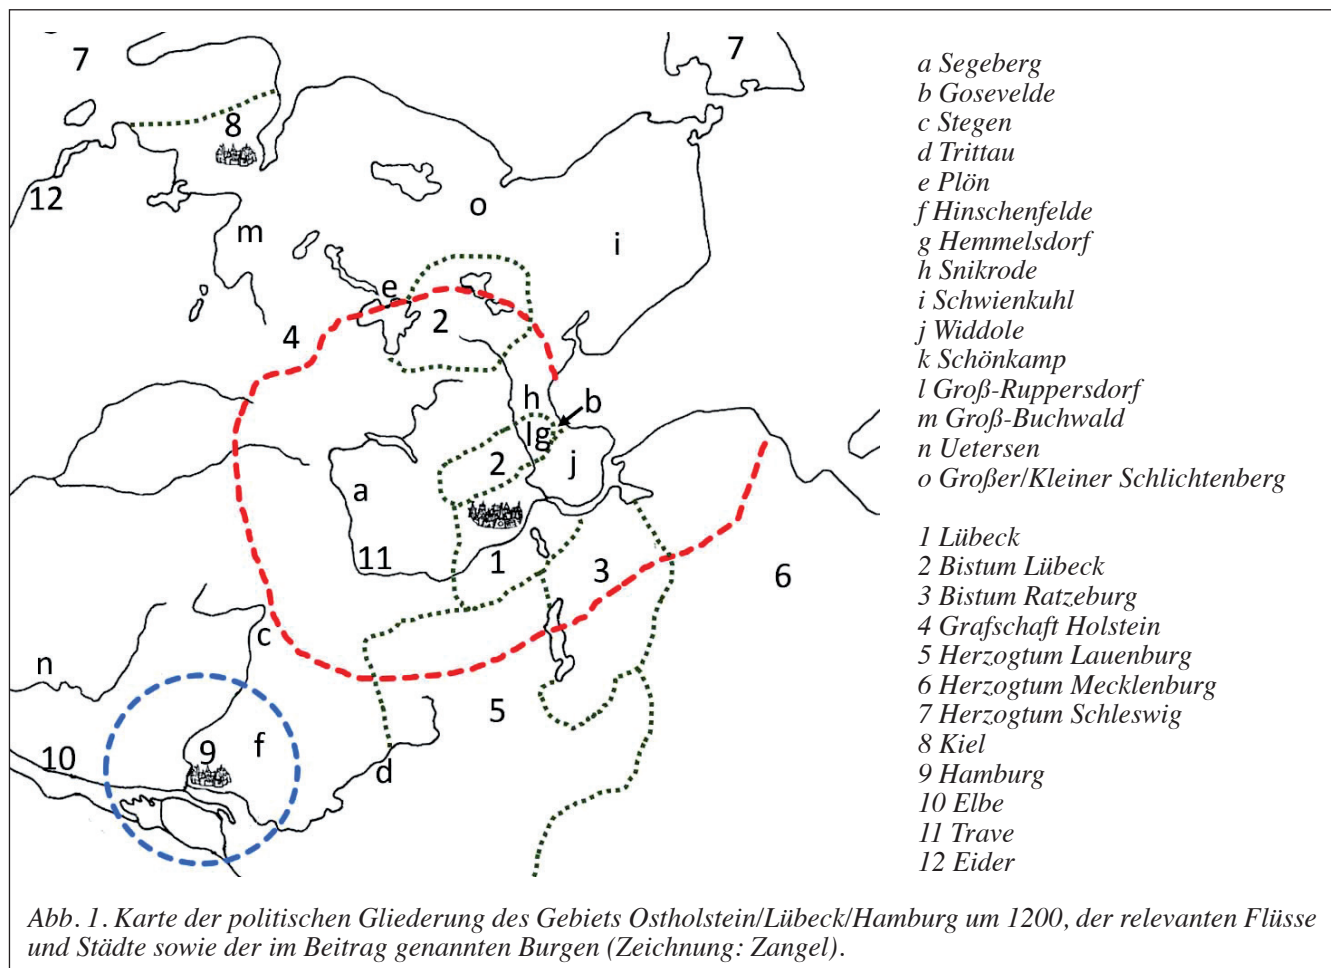 7
7
8
12
o
m
i
e
2
4
h
b
lg
2
j
a
11
1
3
6
c
n
5
9
f
10
d
a Segeberg
b Gosevelde
c Stegen
d Trittau
e Plön
f Hinschenfelde
g Hemmelsdorf
h Snikrode
i Schwienkuhl
j Widdole
k Schönkamp
l Groß-Ruppersdorf
m Groß-Buchwald
n Uetersen
o Großer/Kleiner Schlichtenberg
1 Lübeck
2 Bistum Lübeck
3 Bistum Ratzeburg
4 Grafschaft Holstein
5 Herzogtum Lauenburg
6 Herzogtum Mecklenburg
7 Herzogtum Schleswig
8 Kiel
9 Hamburg
10 Elbe
11 Trave
12 Eider
Abb. 1. Karte der politischen Gliederung des Gebiets Ostholstein/Lübeck/Hamburg um 1200, der relevanten Flüsse
und Städte sowie der im Beitrag genannten Burgen (Zeichnung: Zangel).